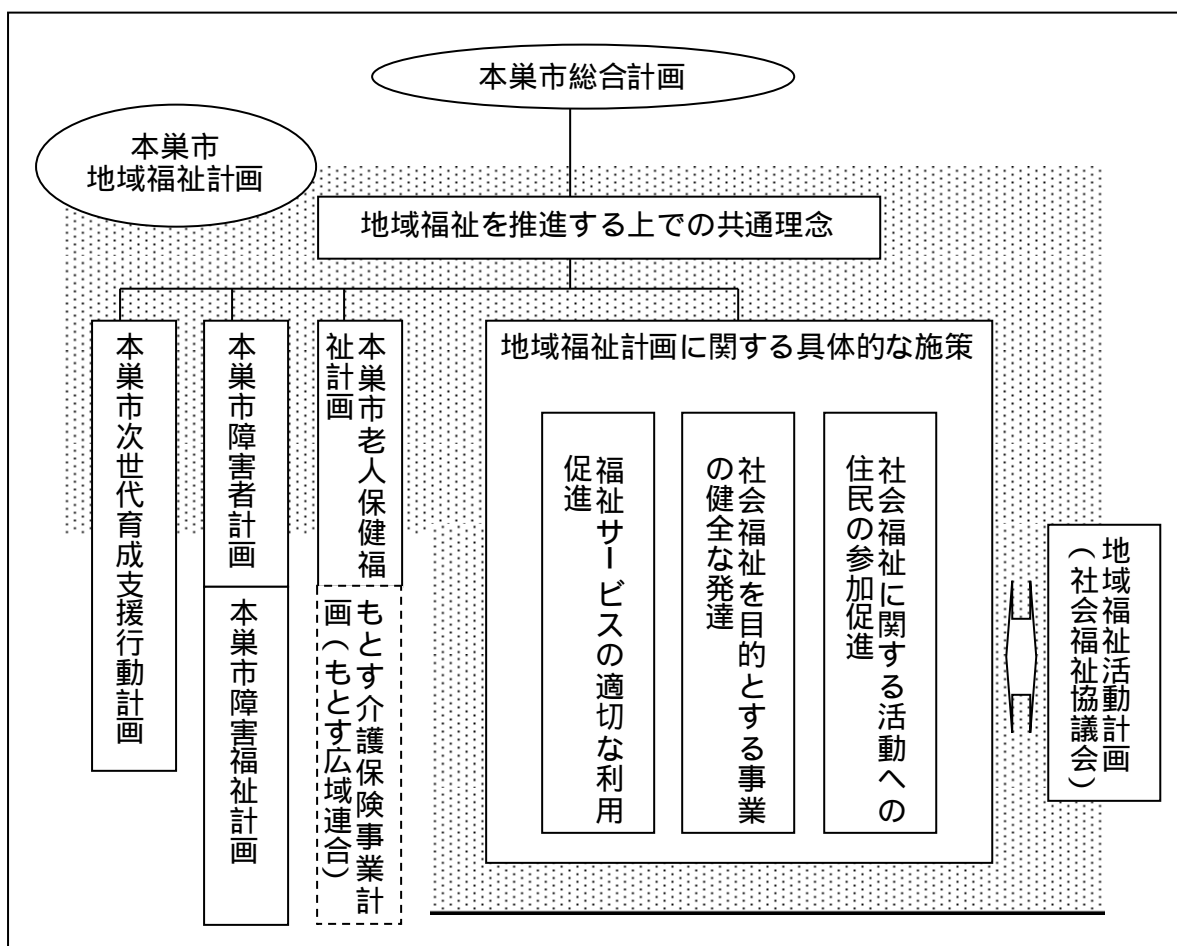 本巣市総合計画
本巣市
地域福祉計画
地域福祉を推進する上での共通理念
本巣市次世代育成支援行動計画
本巣市障害者計画
本巣市障害福祉計画
本巣市老人保健福
祉計画
もとす介護保険事業計
画（もとす広域連合）
地域福祉計画に関する具体的な施策
福祉サービスの適切な利用
促進
社会福祉を目的とする事業
の健全な発達
社会福祉に関する活動への
住民の参加促進
地域福祉活動計画
（社会福祉協議会）